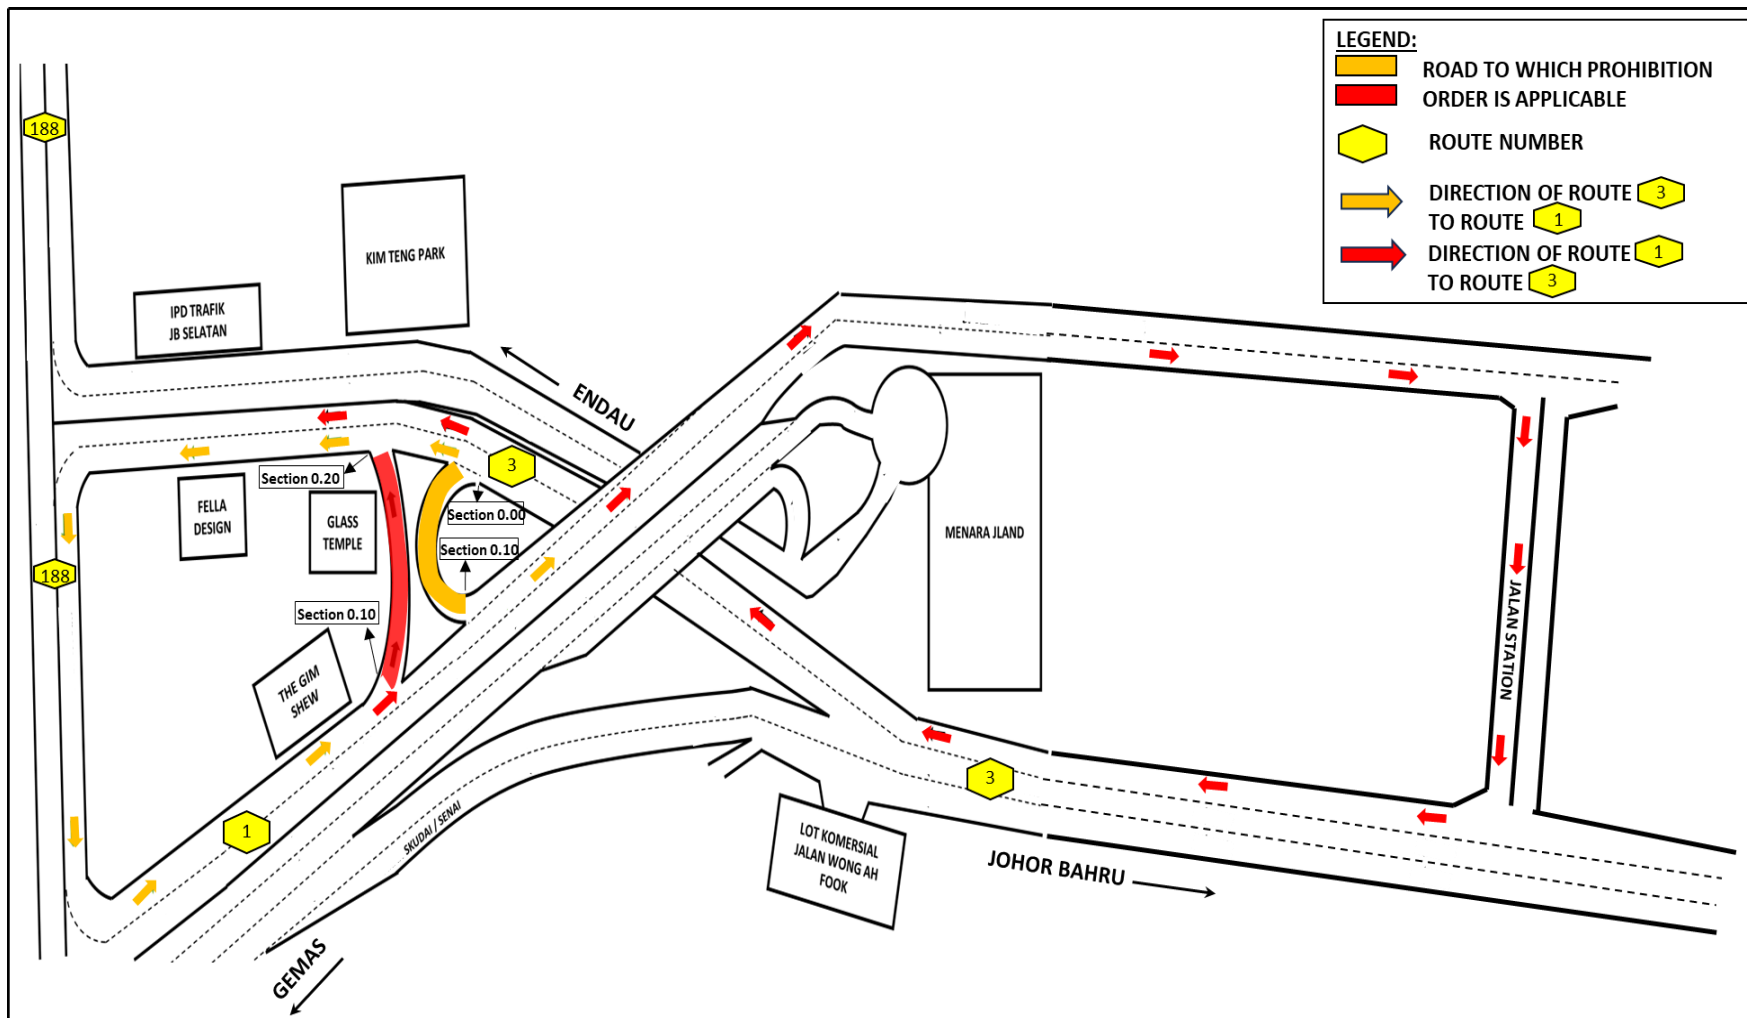 LEGEND:
ROAD TO WHICH PROHIBITION
ORDER IS APPLICABLE
ROUTE NUMBER
DIRECTION OF ROUTE 3
TO ROUTE 1
DIRECTION OF ROUTE 1
TO ROUTE 3
188
KIM TENG PARK
IPD TRAFIK
JB SELATAN
ENDAU
3
Section 0.20
FELLA
DESIGN
GLASS
TEMPLE
Section 0.00
Section 0.10
MENARA JLAND
188
Section 0.10
THE GIM
SHEW
JALAN STATION
3
1
SKUDAI / SENAI
LOT KOMERSIAL
JALAN WONG AH
FOOK
JOHOR BAHRU
GEMAS